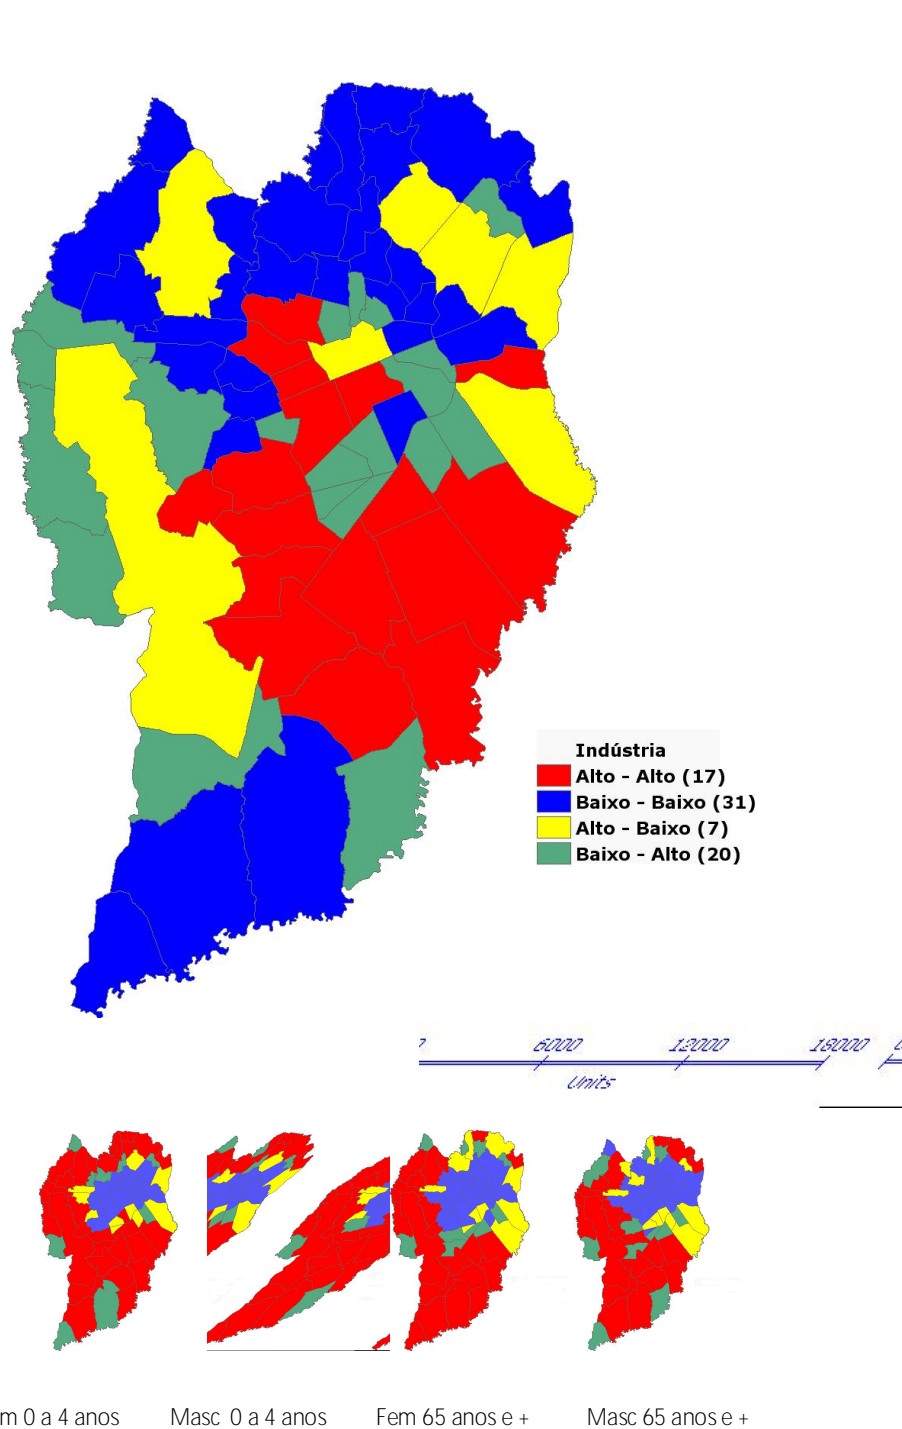 Indústria
Alto - Alto (17)
Baixo - Baixo (31)
Alto - Baixo (7)
Baixo - Alto (20)
6000 12000 18000
Units
m 0 a 4 anos Masc 0 a 4 anos Fem 65 anos e + Masc 65 anos e +